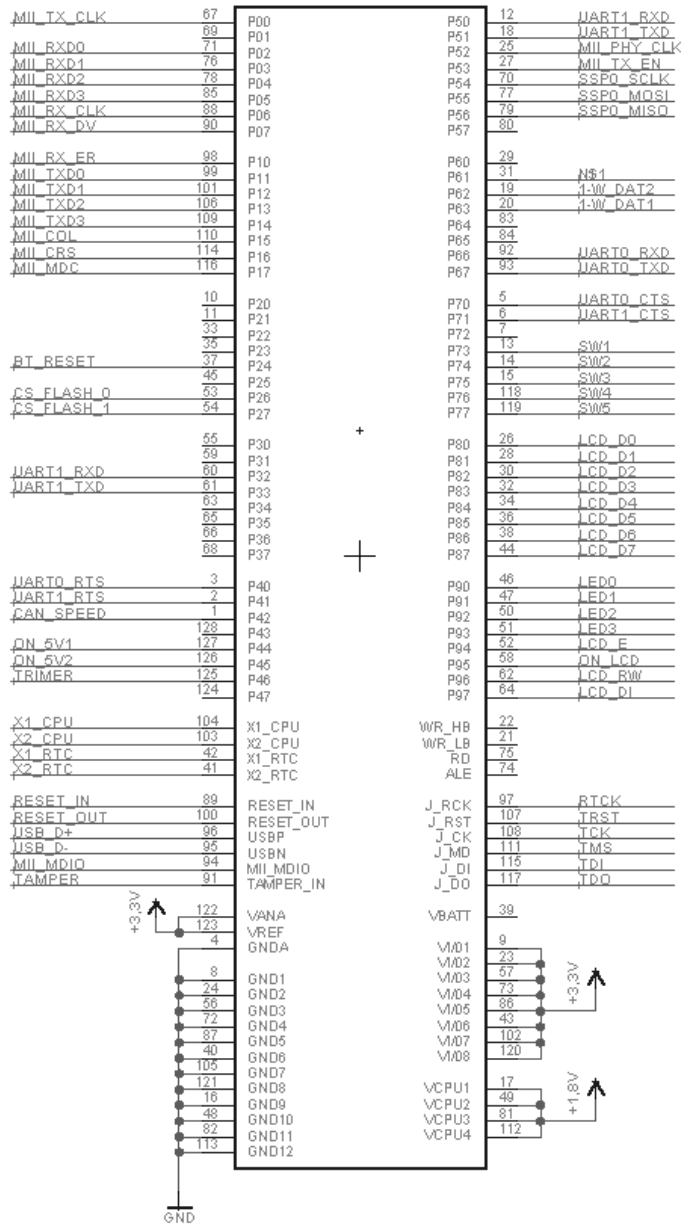 MII_TX_CLK 67 P00 P50 12 UART1_RXD
69 P01 P51 18 UART1_TXD
MII_RXD0 71 P02 P52 25 MII_PHY_CLK
MII_RXD1 76 P03 P53 27 MII_TX_EN
MII_RXD2 78 P04 P54 70 SSP0_SCLK
MII_RXD3 85 P05 P55 77 SSP0_MOSI
MII_RX_CLK 88 P06 P56 79 SSP0_MISO
MII_RX_DV 90 P07 P57 80
MII_RX_ER 98 P10 P60 29
MII_TXD0 99 P11 P61 31 N$1
MII_TXD1 101 P12 P62 19 1-W_DAT2
MII_TXD2 106 P13 P63 20 1-W_DAT1
MII_TXD3 109 P14 P64 83
MII_COL 110 P15 P65 84
MII_CRS 114 P16 P66 92 UART0_RXD
MII_MDC 116 P17 P67 93 UART0_TXD
10 P20 P70 5 UART0_CTS
11 P21 P71 6 UART1_CTS
33 P22 P72 7
35 P23 P73 13 SW1
BT_RESET 37 P24 P74 14 SW2
45 P25 P75 15 SW3
CS_FLASH_0 53 P26 P76 118 SW4
CS_FLASH_1 54 P27 P77 119 SW5
55 P30 P80 26 LCD_D0
59 P31 P81 28 LCD_D1
UART1_RXD 60 P32 P82 30 LCD_D2
UART1_TXD 61 P33 P83 32 LCD_D3
63 P34 P84 34 LCD_D4
65 P35 P85 36 LCD_D5
66 P36 P86 38 LCD_D6
68 P37 P87 44 LCD_D7
UART0_RTS 3 P40 P90 46 LED0
UART1_RTS 2 P41 P91 47 LED1
CAN_SPEED 1 P42 P92 50 LED2
128 P43 P93 51 LED3
ON_5V1 127 P44 P94 52 LCD_E
ON_5V2 126 P45 P95 58 ON_LCD
TRIMER 125 P46 P96 62 LCD_RW
124 P47 P97 64 LCD_DI
X1_CPU 104 X1_CPU WR_HB 22
X2_CPU 103 X2_CPU WR_LB 21
X1_RTC 42 X1_RTC RD 75
X2_RTC 41 X2_RTC ALE 74
RESET_IN 89 RESET_IN J_RCK 97 RTCK
RESET_OUT 100 RESET_OUT J_RST 107 TRST
USB_D+ 96 USBP J_CK 108 TCK
USB_D- 95 USBN J_MD 111 TMS
MII_MDIO 94 MII_MDIO J_DI 115 TDI
TAMPER 91 TAMPER_IN J_DO 117 TDO
+3.3V 122 VANA VBATT 39
123 VREF
4 GNDA VI/01 9
VI/02 23
8 GND1 VI/03 57
24 GND2 VI/04 73
56 GND3 VI/05 86 +3.3V
72 GND4 VI/06 43
87 GND5 VI/07 102
40 GND6 VI/08 120
105 GND7
121 GND8 VCPU1 17
16 GND9 VCPU2 49
48 GND10 VCPU3 81 +1.8V
82 GND11 VCPU4 112
113 GND12
GND